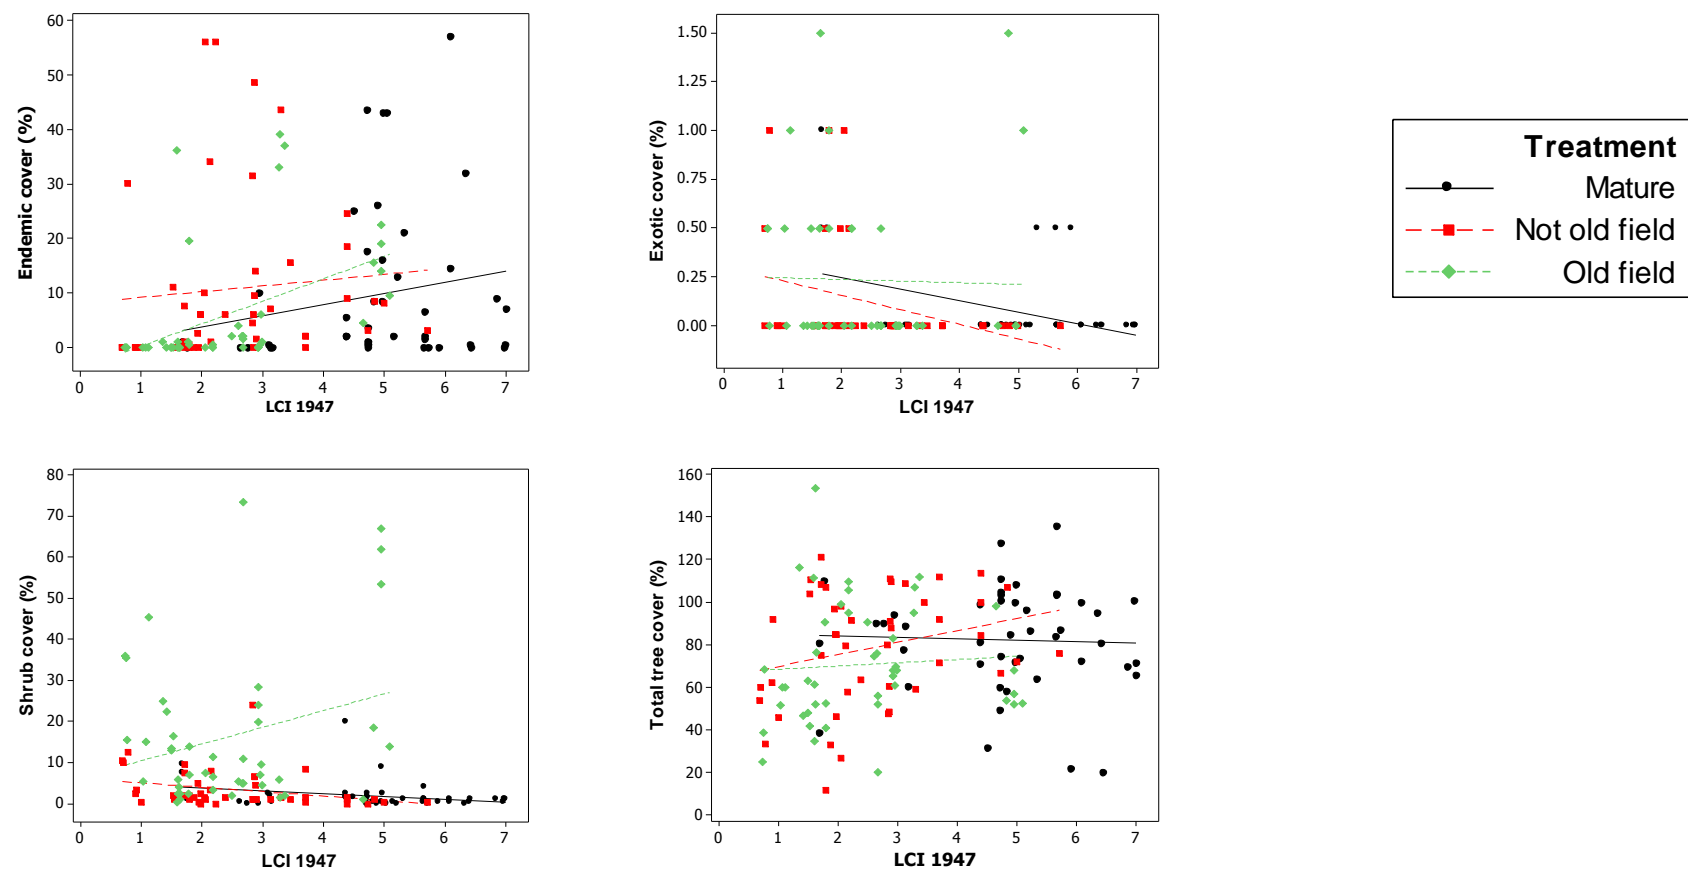 60
50
40
30
20
10
0
Endemic cover (%)
0 1 2 3 4 5 6 7
LCI 1947
1.50
1.25
1.00
0.75
0.50
0.25
0.00
Exotic cover (%)
0 1 2 3 4 5 6 7
LCI 1947
Treatment
Mature
Not old field
Old field
80
70
60
50
40
30
20
10
0
Shrub cover (%)
0 1 2 3 4 5 6 7
LCI 1947
160
140
120
100
80
60
40
20
0
Total tree cover (%)
0 1 2 3 4 5 6 7
LCI 1947